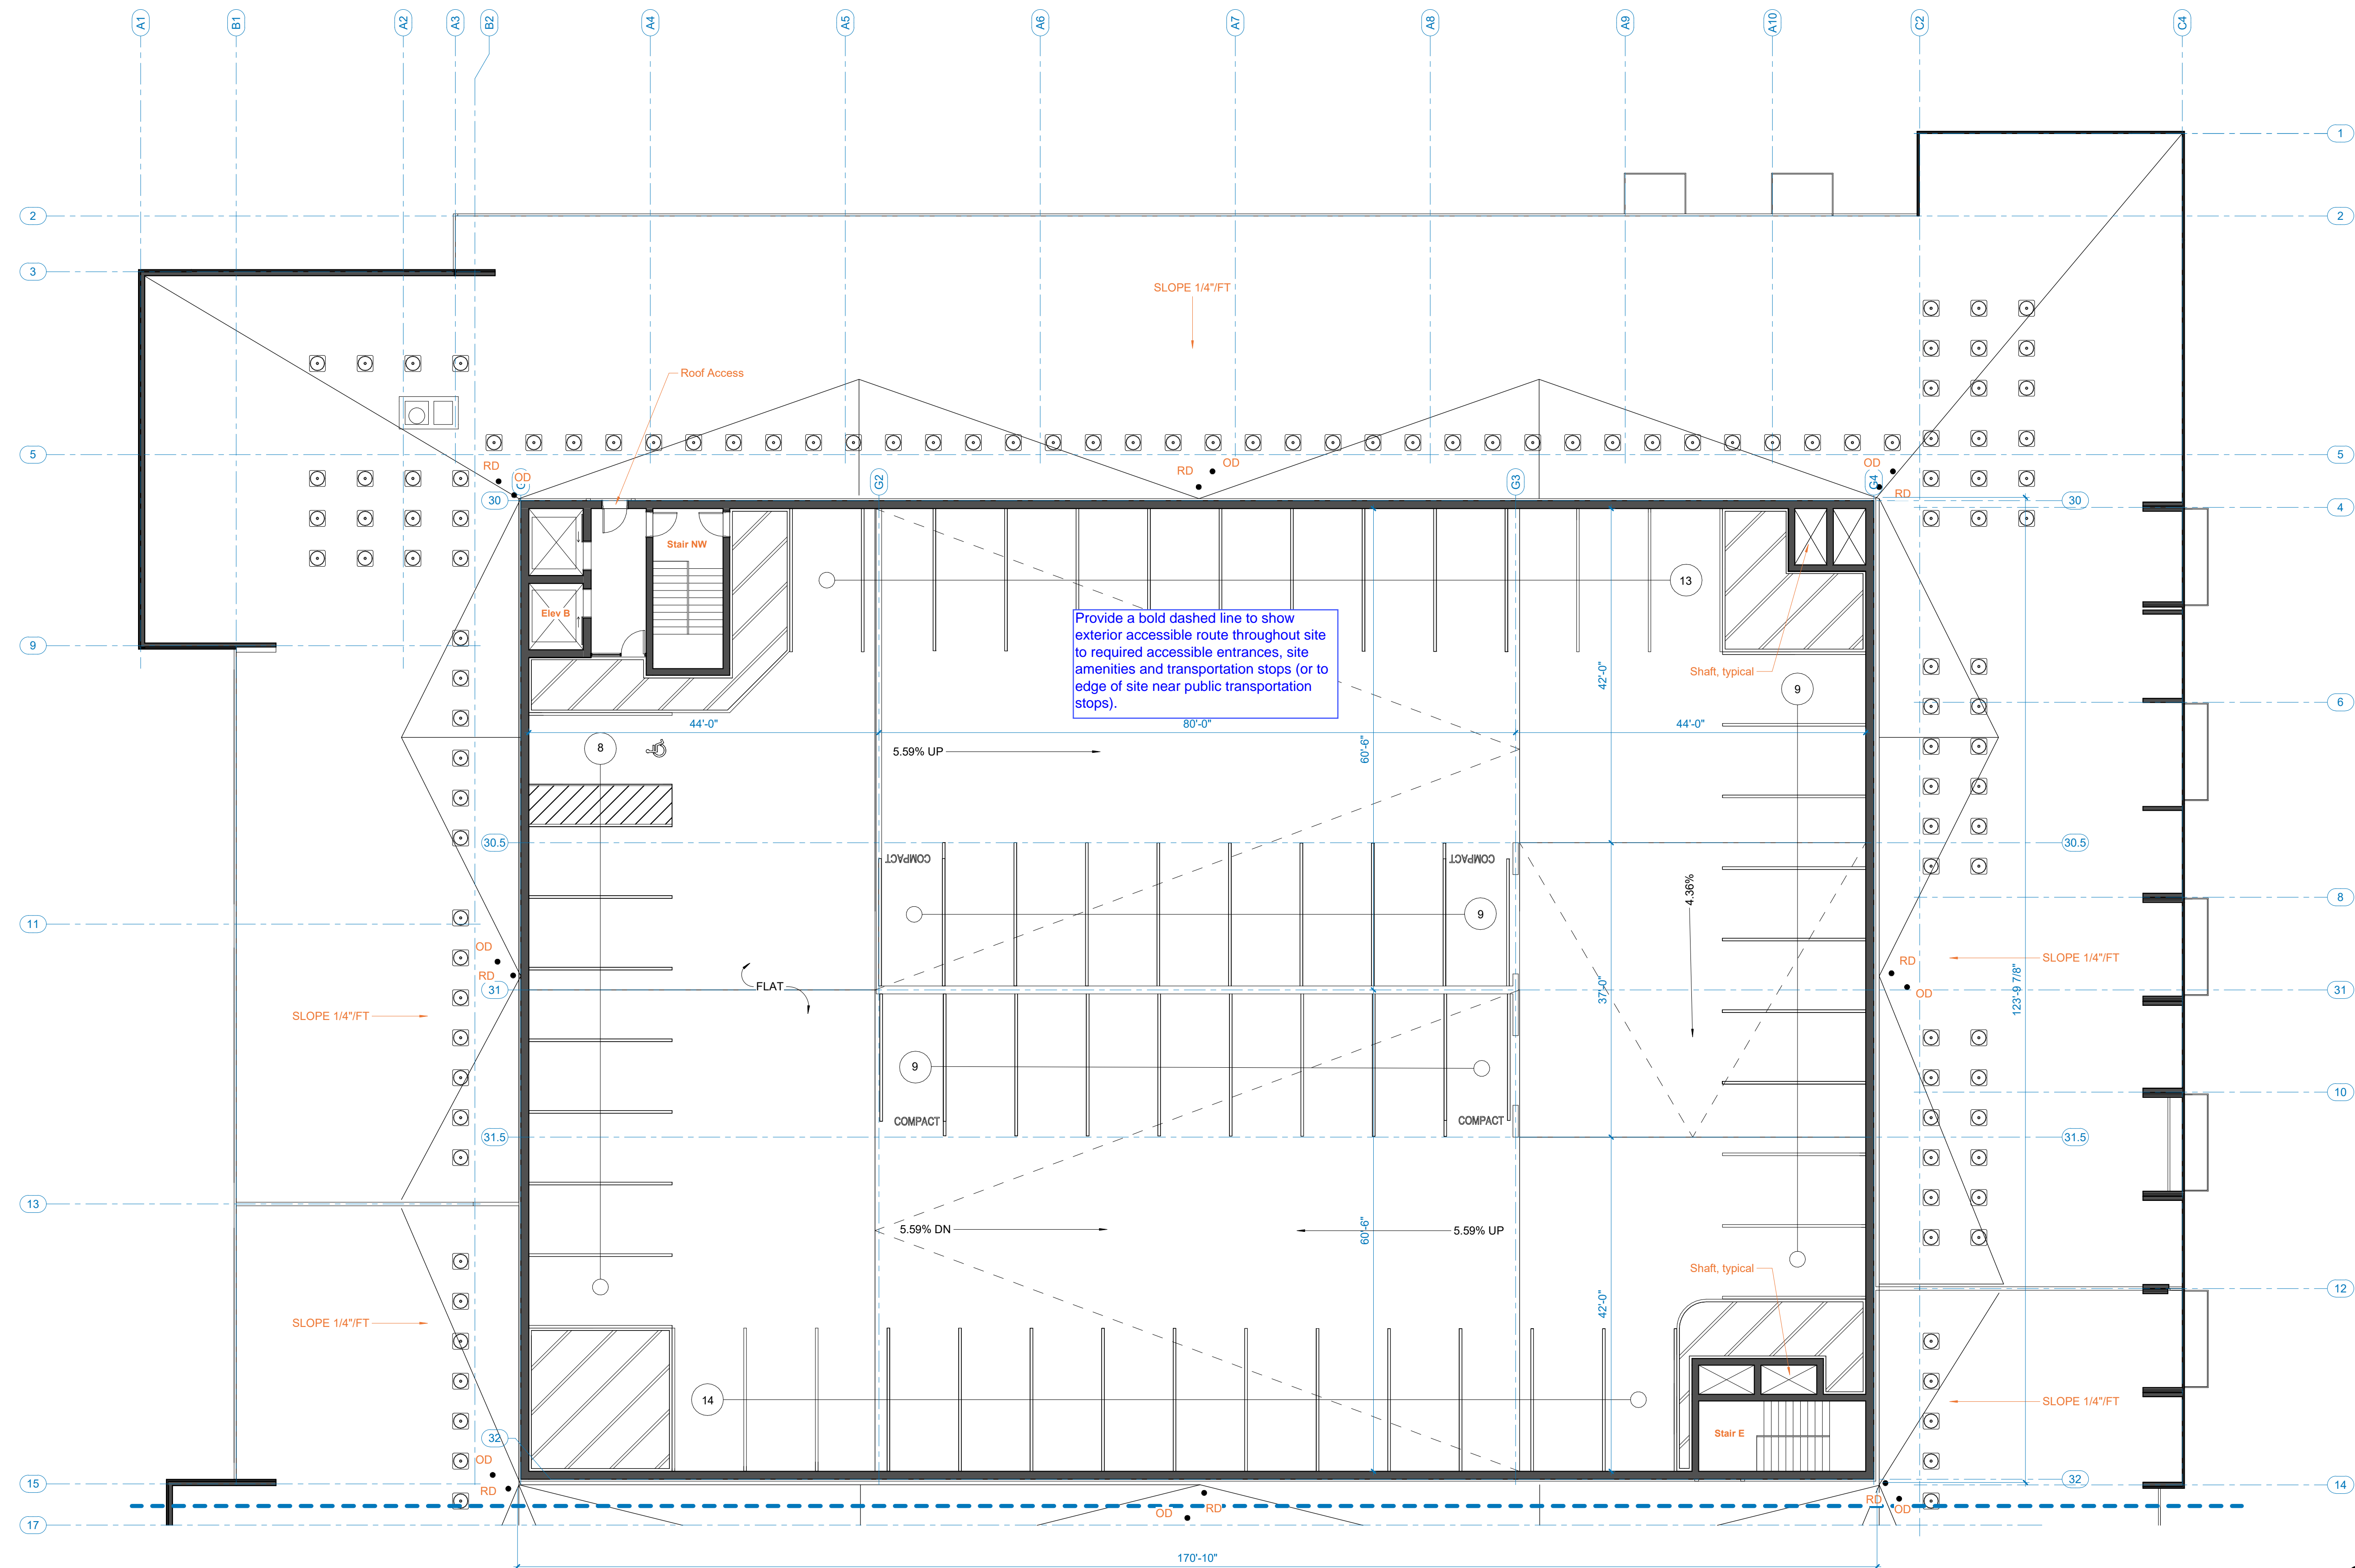 A1
B1
A2
A3
B2
A4
A5
A6
A7
A8
A9
A10
C2
C4
1
2
2
3
SLOPE 1/4"/FT
Roof Access
5
5
RD
OD
RD
OD
OD
RD
G2
G3
G4
30
30
4
Stair NW
13
Elev B
Provide a bold dashed line to show
exterior accessible route throughout site
to required accessible entrances, site
amenities and transportation stops (or to
edge of site near public transportation
stops).
9
Shaft, typical
42'-0"
9
6
44'-0"
80'-0"
44'-0"
8
5.59% UP
60'-6"
30.5
30.5
COMPACT
COMPACT
4.36%
8
9
9
11
OD
RD
RD
OD
SLOPE 1/4"/FT
FLAT
31
31
37'-0"
123'-9 7/8"
SLOPE 1/4"/FT
9
10
COMPACT
COMPACT
31.5
31.5
13
5.59% DN
5.59% UP
60'-6"
Shaft, typical
12
42'-0"
SLOPE 1/4"/FT
14
SLOPE 1/4"/FT
Stair E
32
OD
RD
32
15
14
RD
OD
RD
OD
17
170'-10"